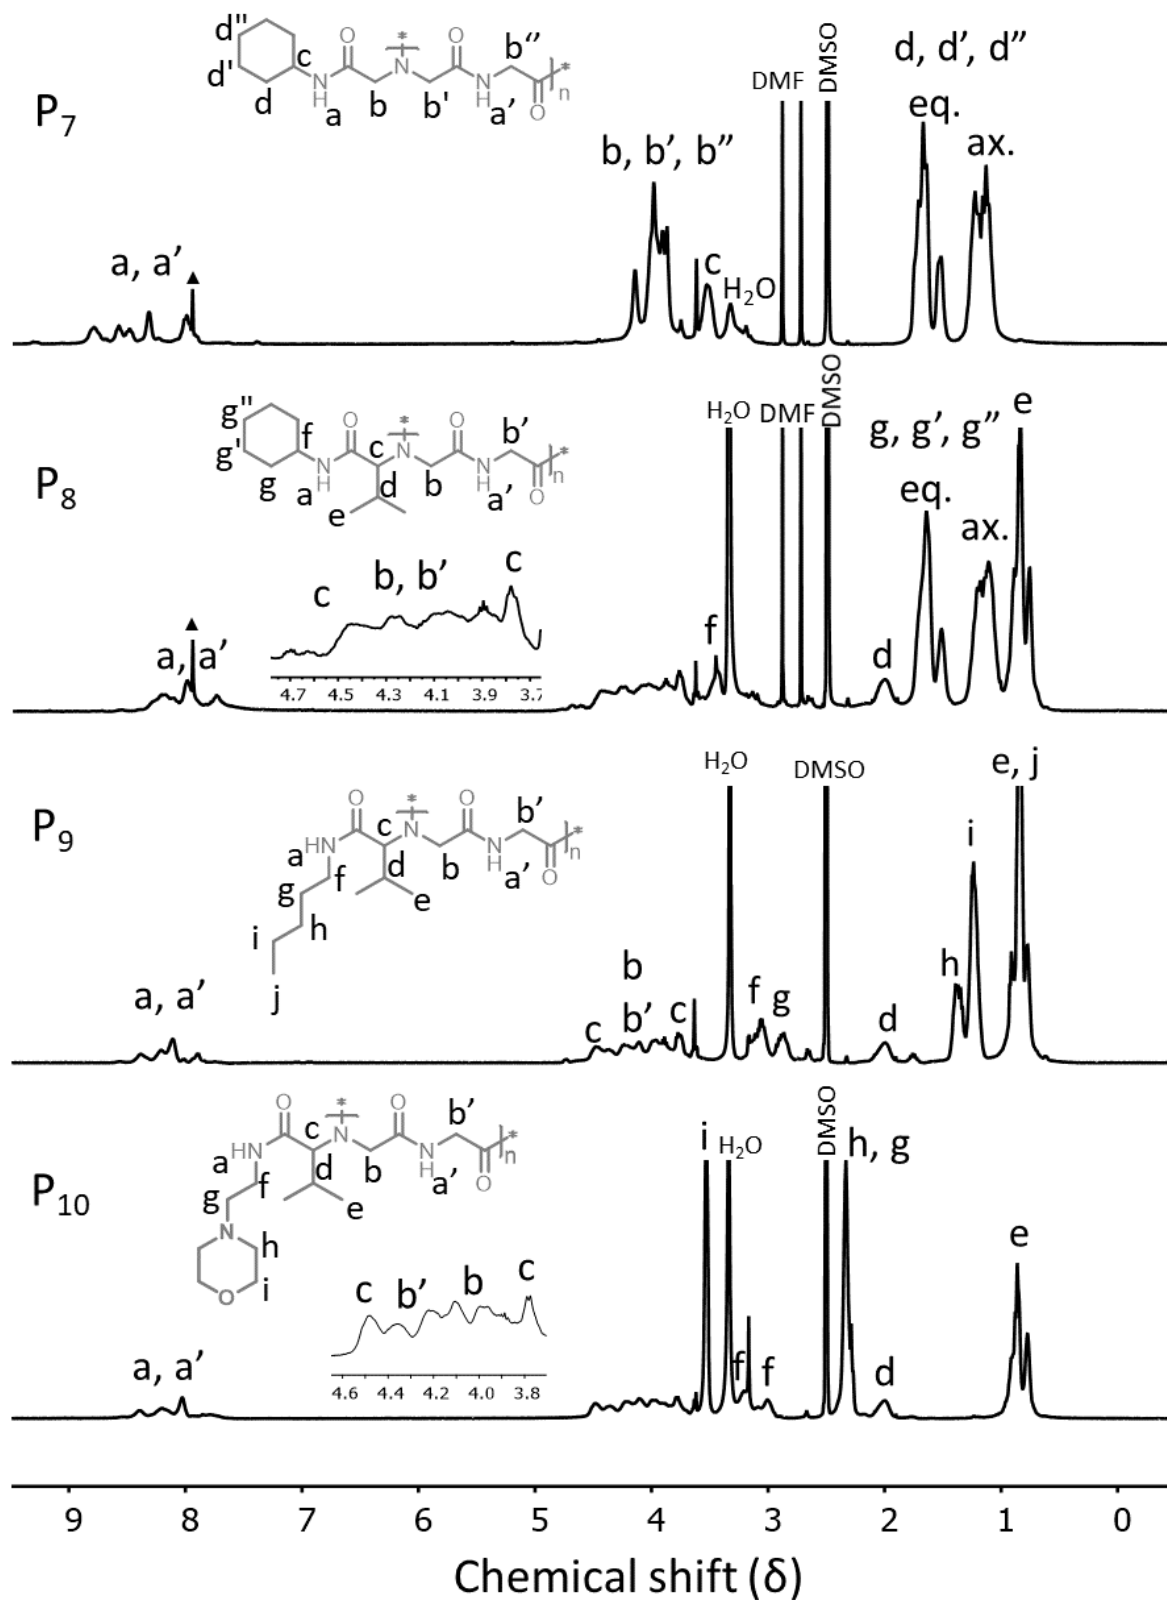 P7
d''
d'
d
c
O
N
H
a
b
*
N
b'
O
N
H
a'
b''
O
*
n
a, a'
▲
b, b', b''
c
H2O
DMF
DMSO
d, d', d''
eq.
ax.
P8
g''
g'
g
f
O
N
H
a
c
d
e
*
N
b
O
N
H
a'
b'
O
*
n
a, a'
▲
c
b, b'
c
4.7 4.5 4.3 4.1 3.9 3.7
f
H2O
DMF
DMSO
d
g, g', g''
eq.
ax.
e
P9
O
a
HN
f
g
h
i
j
c
d
e
*
N
b
O
N
H
a'
b'
O
*
n
a, a'
c
b
b'
c
H2O
f
g
DMSO
d
h
i
e, j
P10
O
HN
a
f
g
N
h
i
O
c
d
e
*
N
b
O
N
H
a'
b'
O
*
n
a, a'
c
b'
b
c
4.6 4.4 4.2 4.0 3.8
i
H2O
f
f
DMSO
h, g
d
e
9 8 7 6 5 4 3 2 1 0
Chemical shift (δ)